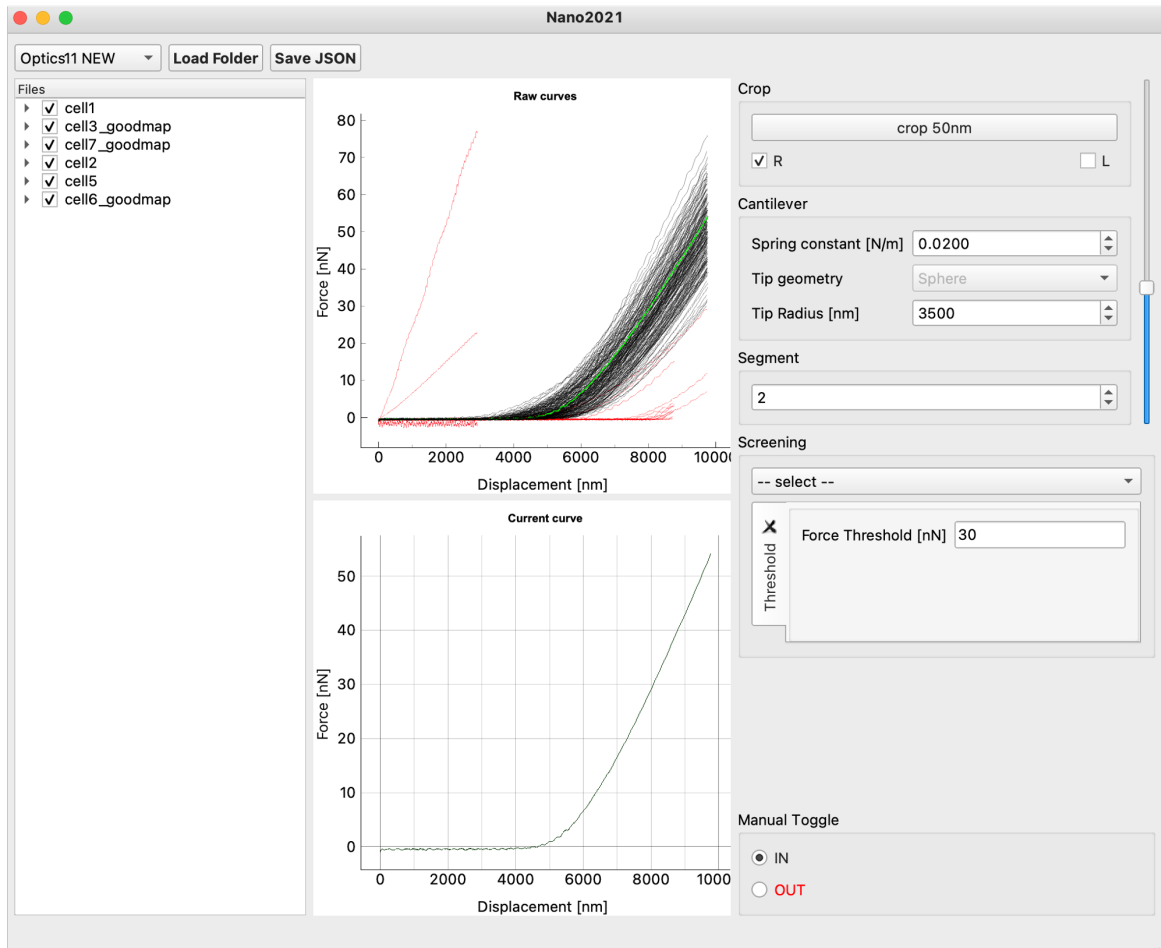 Nano2021
Optics11 NEW
Load Folder
Save JSON
Files
cell1
cell3_goodmap
cell7_goodmap
cell2
cell5
cell6_goodmap
Raw curves
80
70
60
50
40
30
20
10
0
Force [nN]
0 2000 4000 6000 8000 1000
Displacement [nm]
Current curve
50
40
30
20
10
0
Force [nN]
0 2000 4000 6000 8000 1000
Displacement [nm]
Crop
crop 50nm
R
L
Cantilever
Spring constant [N/m] 0.0200
Tip geometry Sphere
Tip Radius [nm] 3500
Segment
2
Screening
-- select --
Threshold
Force Threshold [nN] 30
Manual Toggle
IN
OUT